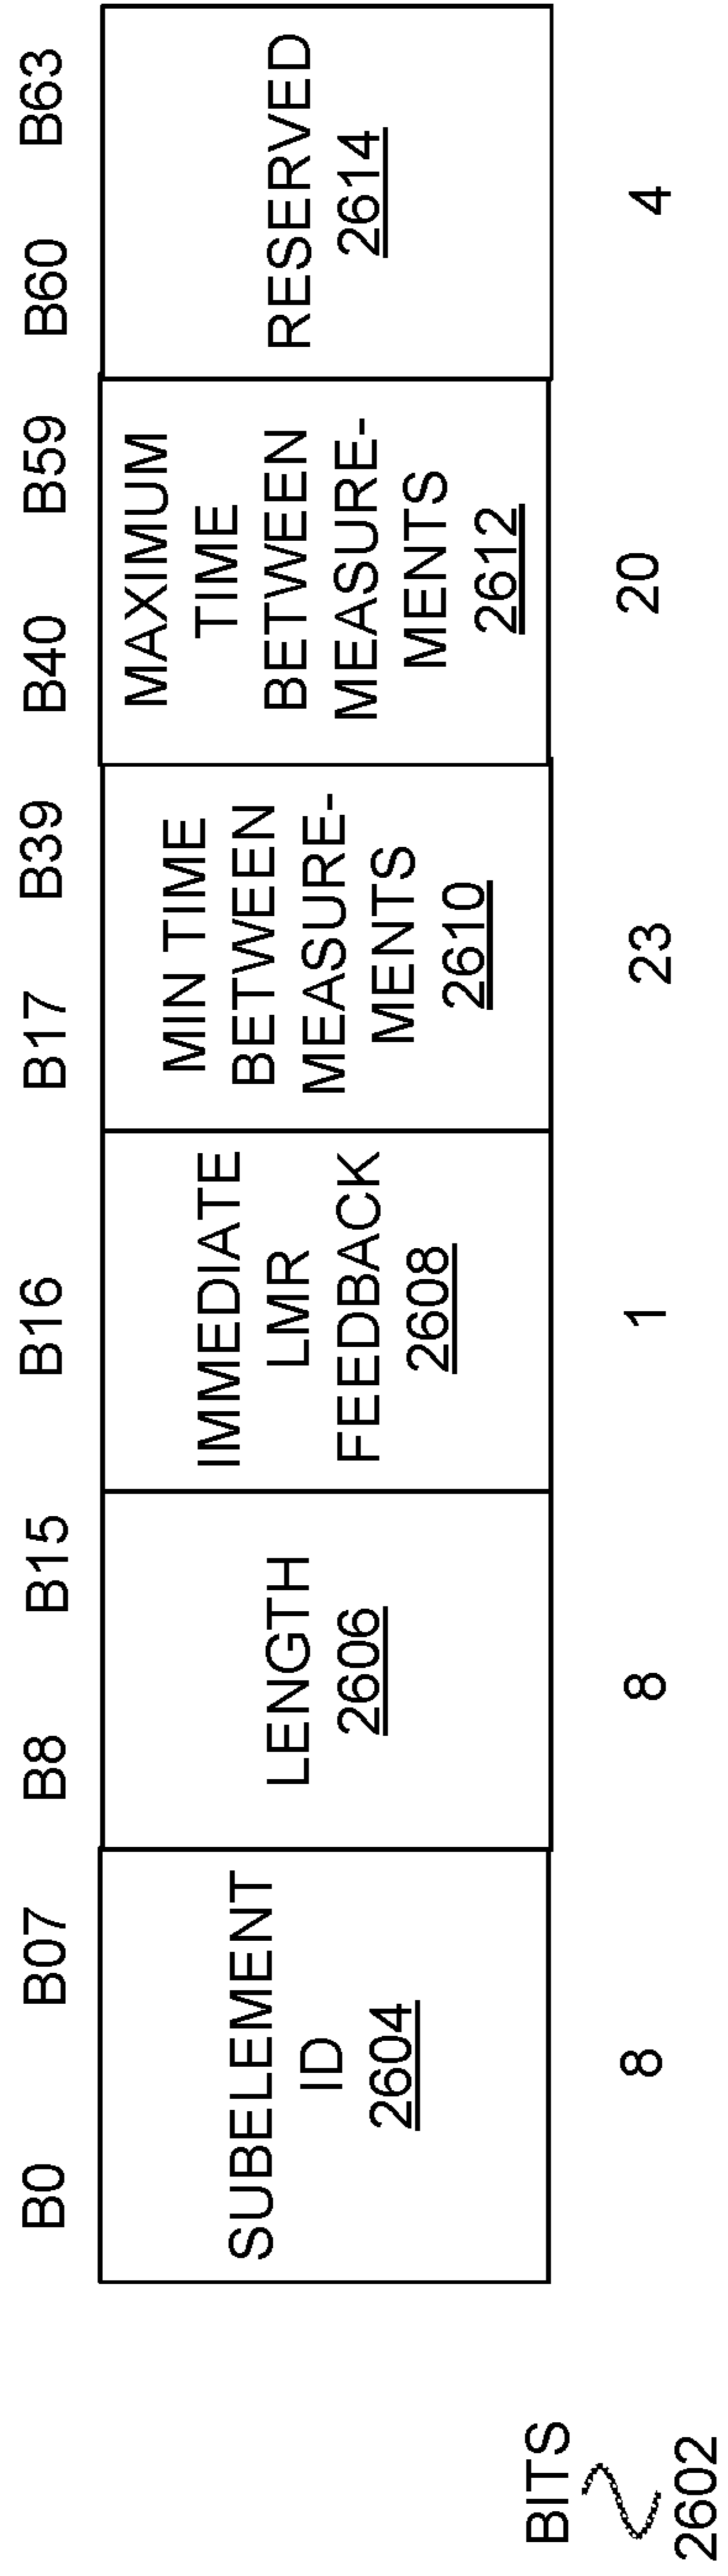 B0 B07 B8 B15 B16 B17 B39 B40 B59 B60 B63
SUBELEMENT
ID
2604
LENGTH
2606
IMMEDIATE
LMR
FEEDBACK
2608
MIN TIME
BETWEEN
MEASURE-
MENTS
2610
MAXIMUM
TIME
BETWEEN
MEASURE-
MENTS
2612
RESERVED
2614
BITS
2602
8 8 1 23 20 4